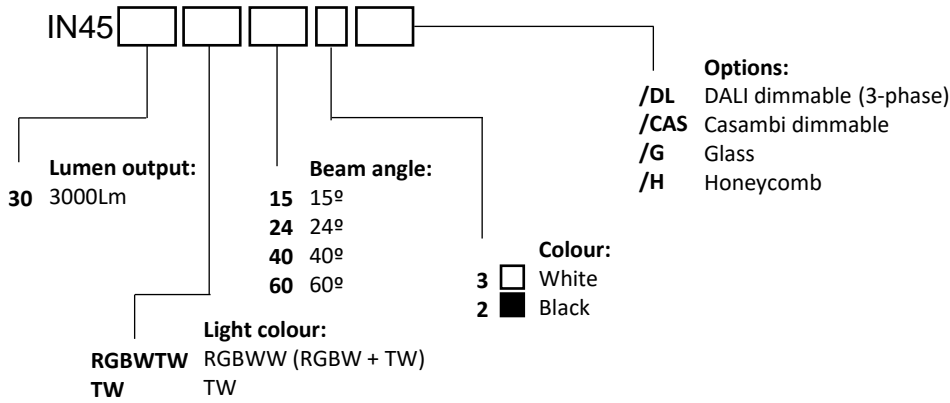 IN45
Options:
/DL DALI dimmable (3-phase)
/CAS Casambi dimmable
/G Glass
/H Honeycomb
Lumen output:
30 3000Lm
Beam angle:
15 15º
24 24º
40 40º
60 60º
Colour:
3 White
2 Black
Light colour:
RGBWTW RGBWW (RGBW + TW)
TW TW